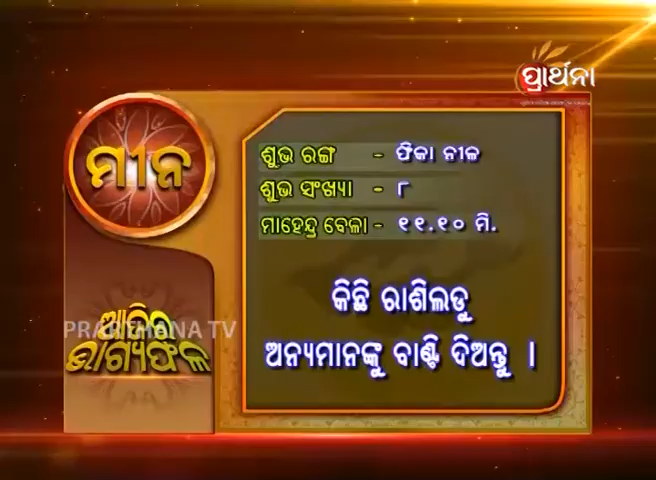 ପ୍ରାର୍ଥନା
ମୀନ
ଶୁଭ ରଙ୍ଗ - ଫିକା ନୀଳ
ଶୁଭ ସଂଖ୍ୟା - ୮
ମାହେନ୍ଦ୍ର ବେଳା - ୧୧.୧୦ ମି.
କିଛି ରାଶିଲଡୁ
ଅନ୍ୟମାନଙ୍କୁ ବାଣ୍ଟି ଦିଅନ୍ତୁ ।
ଆଜିର
PRARTHANA TV
ଭାଗ୍ୟଫଳ